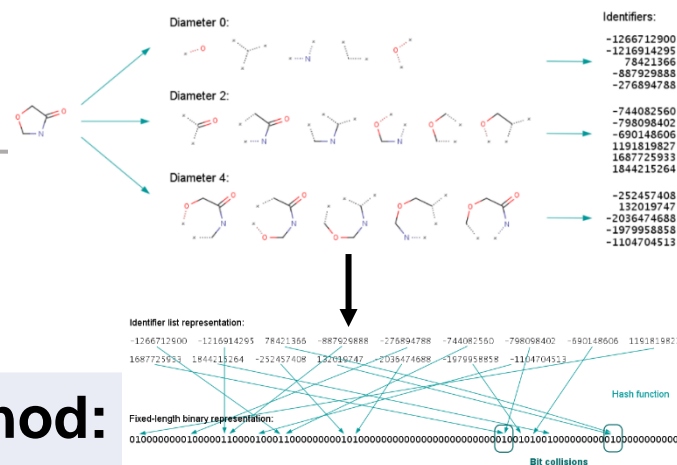 Diameter 0:
Identifiers:
-1266712900
-1216914295
78421366
-887929888
-276894788
Diameter 2:
-744082560
-798098402
-690148606
1191819827
1687725933
1844215264
Diameter 4:
-252457408
132019747
-2036474688
-1979958858
-1104704513
Identifier list representation:
-1266712900 -1216914295 78421366 -887929888 -276894788 -744082560 -798098402 -690148606 119181982
1687725933 1844215264 -252457408 132019747 -2036474688 -1979958858 -1104704513
Hash function
nod:
Fixed-length binary representation:
Bit collisions